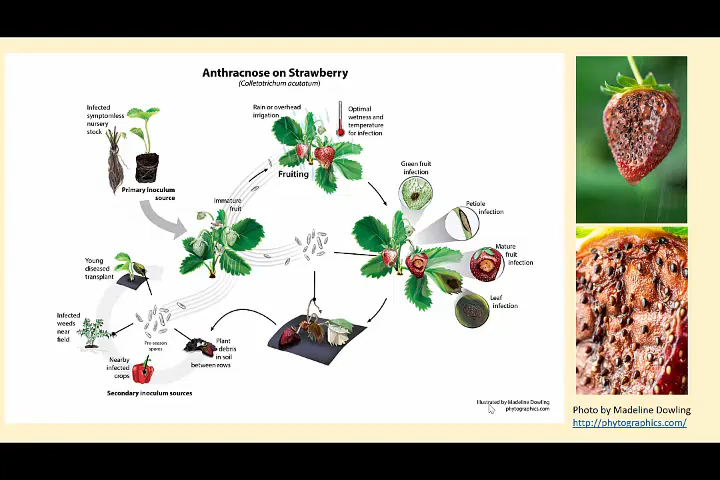 Anthracnose on Strawberry
(Colletotrichum acutatum)
Infected
symptomless
nursery
stock
Primary inoculum
source
Rain or overhead
irrigation
Optimal
wetness and
temperature
for infection
Fruiting
Immature
fruit
Green fruit
infection
Petiole
infection
Mature
fruit
infection
Leaf
infection
Young
diseased
transplant
Infected
weeds
near
field
Pre-season
spores
Plant
debris
in soil
between rows
Nearby
infected
crops
Secondary inoculum sources
Illustrated by Madeline Dowling
phytographics.com
Photo by Madeline Dowling
http://phytographics.com/